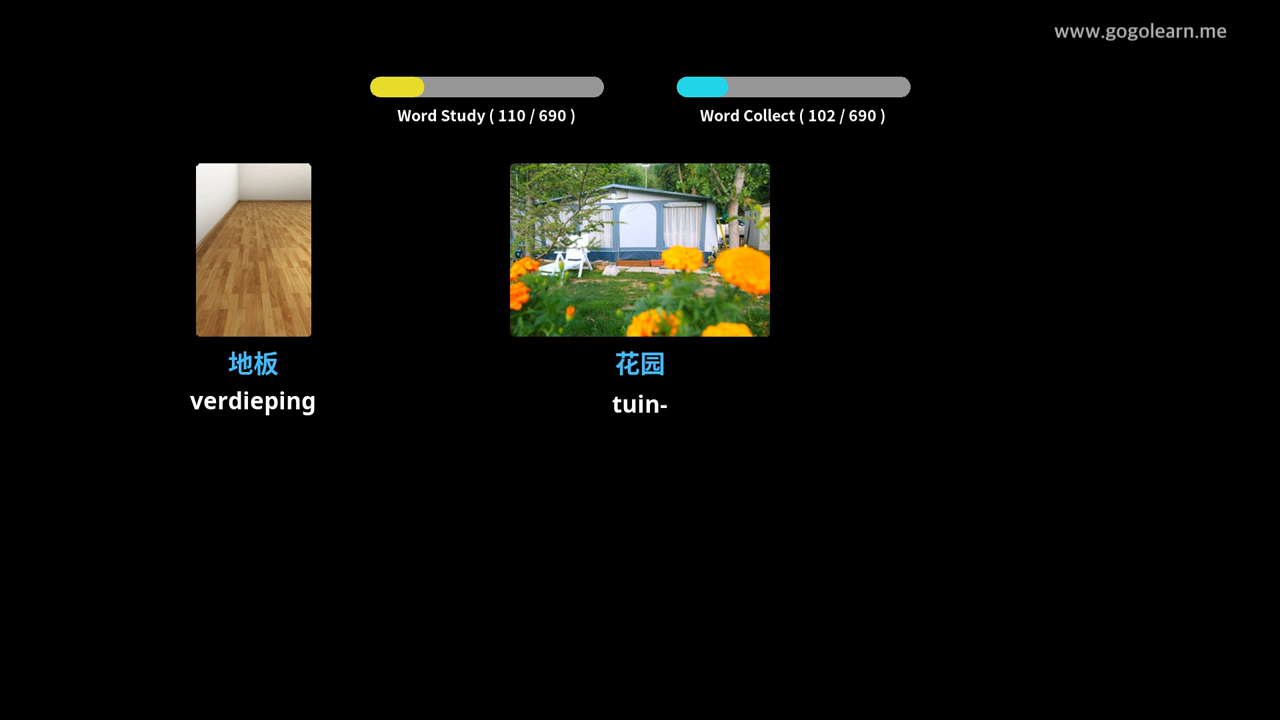 www.gogolearn.me
Word Study ( 110 / 690 )
Word Collect ( 102 / 690 )
地板
verdieping
花园
tuin-